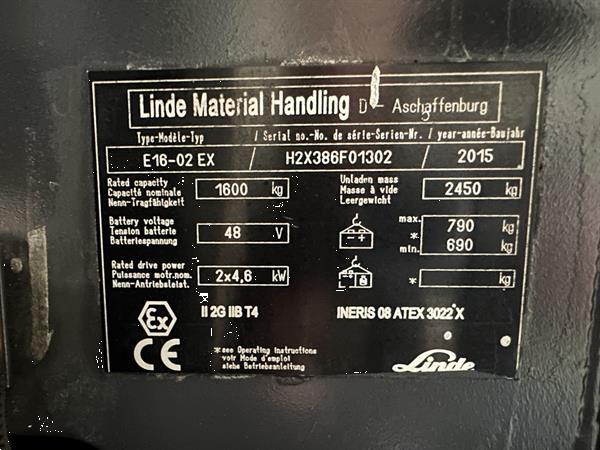 Linde Material Handling D - Aschaffenburg
Type-Modèle-Typ / Serial no.-No. de série-Serien-Nr. / year-année-Baujahr
E16-02 EX / H2X386F01302 / 2015
Rated capacity
Capacité nominale
Nenn-Tragfähigkeit
1600 kg
Unladen mass
Masse à vide
Leergewicht
2450 kg
Battery voltage
Tension batterie
Batteriespannung
48 V
- +
max. 790 kg
*
min. 690 kg
Rated drive power
Puissance motr.nom.
Nenn-Antriebsleist.
2x4,6 kW
* kg
Ex
II 2G IIB T4
INERIS 08 ATEX 3022 X
CE
*see Operating Instructions
voir Mode d'emploi
siehe Betriebsanleitung
Linde